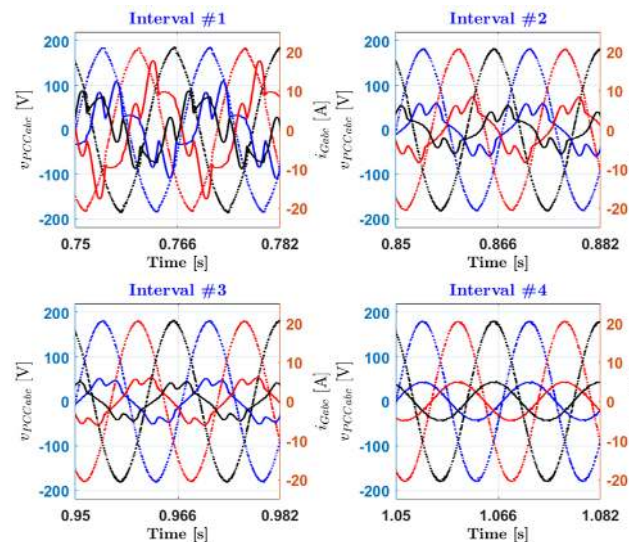 Interval #1
200
100
0
-100
-200
v_PCCabc [V]
20
10
0
-10
-20
i_Gabc [A]
0.75 0.766 0.782
Time [s]
Interval #2
200
100
0
-100
-200
v_PCCabc [V]
20
10
0
-10
-20
0.85 0.866 0.882
Time [s]
Interval #3
200
100
0
-100
-200
v_PCCabc [V]
20
10
0
-10
-20
i_Gabc [A]
0.95 0.966 0.982
Time [s]
Interval #4
200
100
0
-100
-200
v_PCCabc [V]
20
10
0
-10
-20
1.05 1.066 1.082
Time [s]